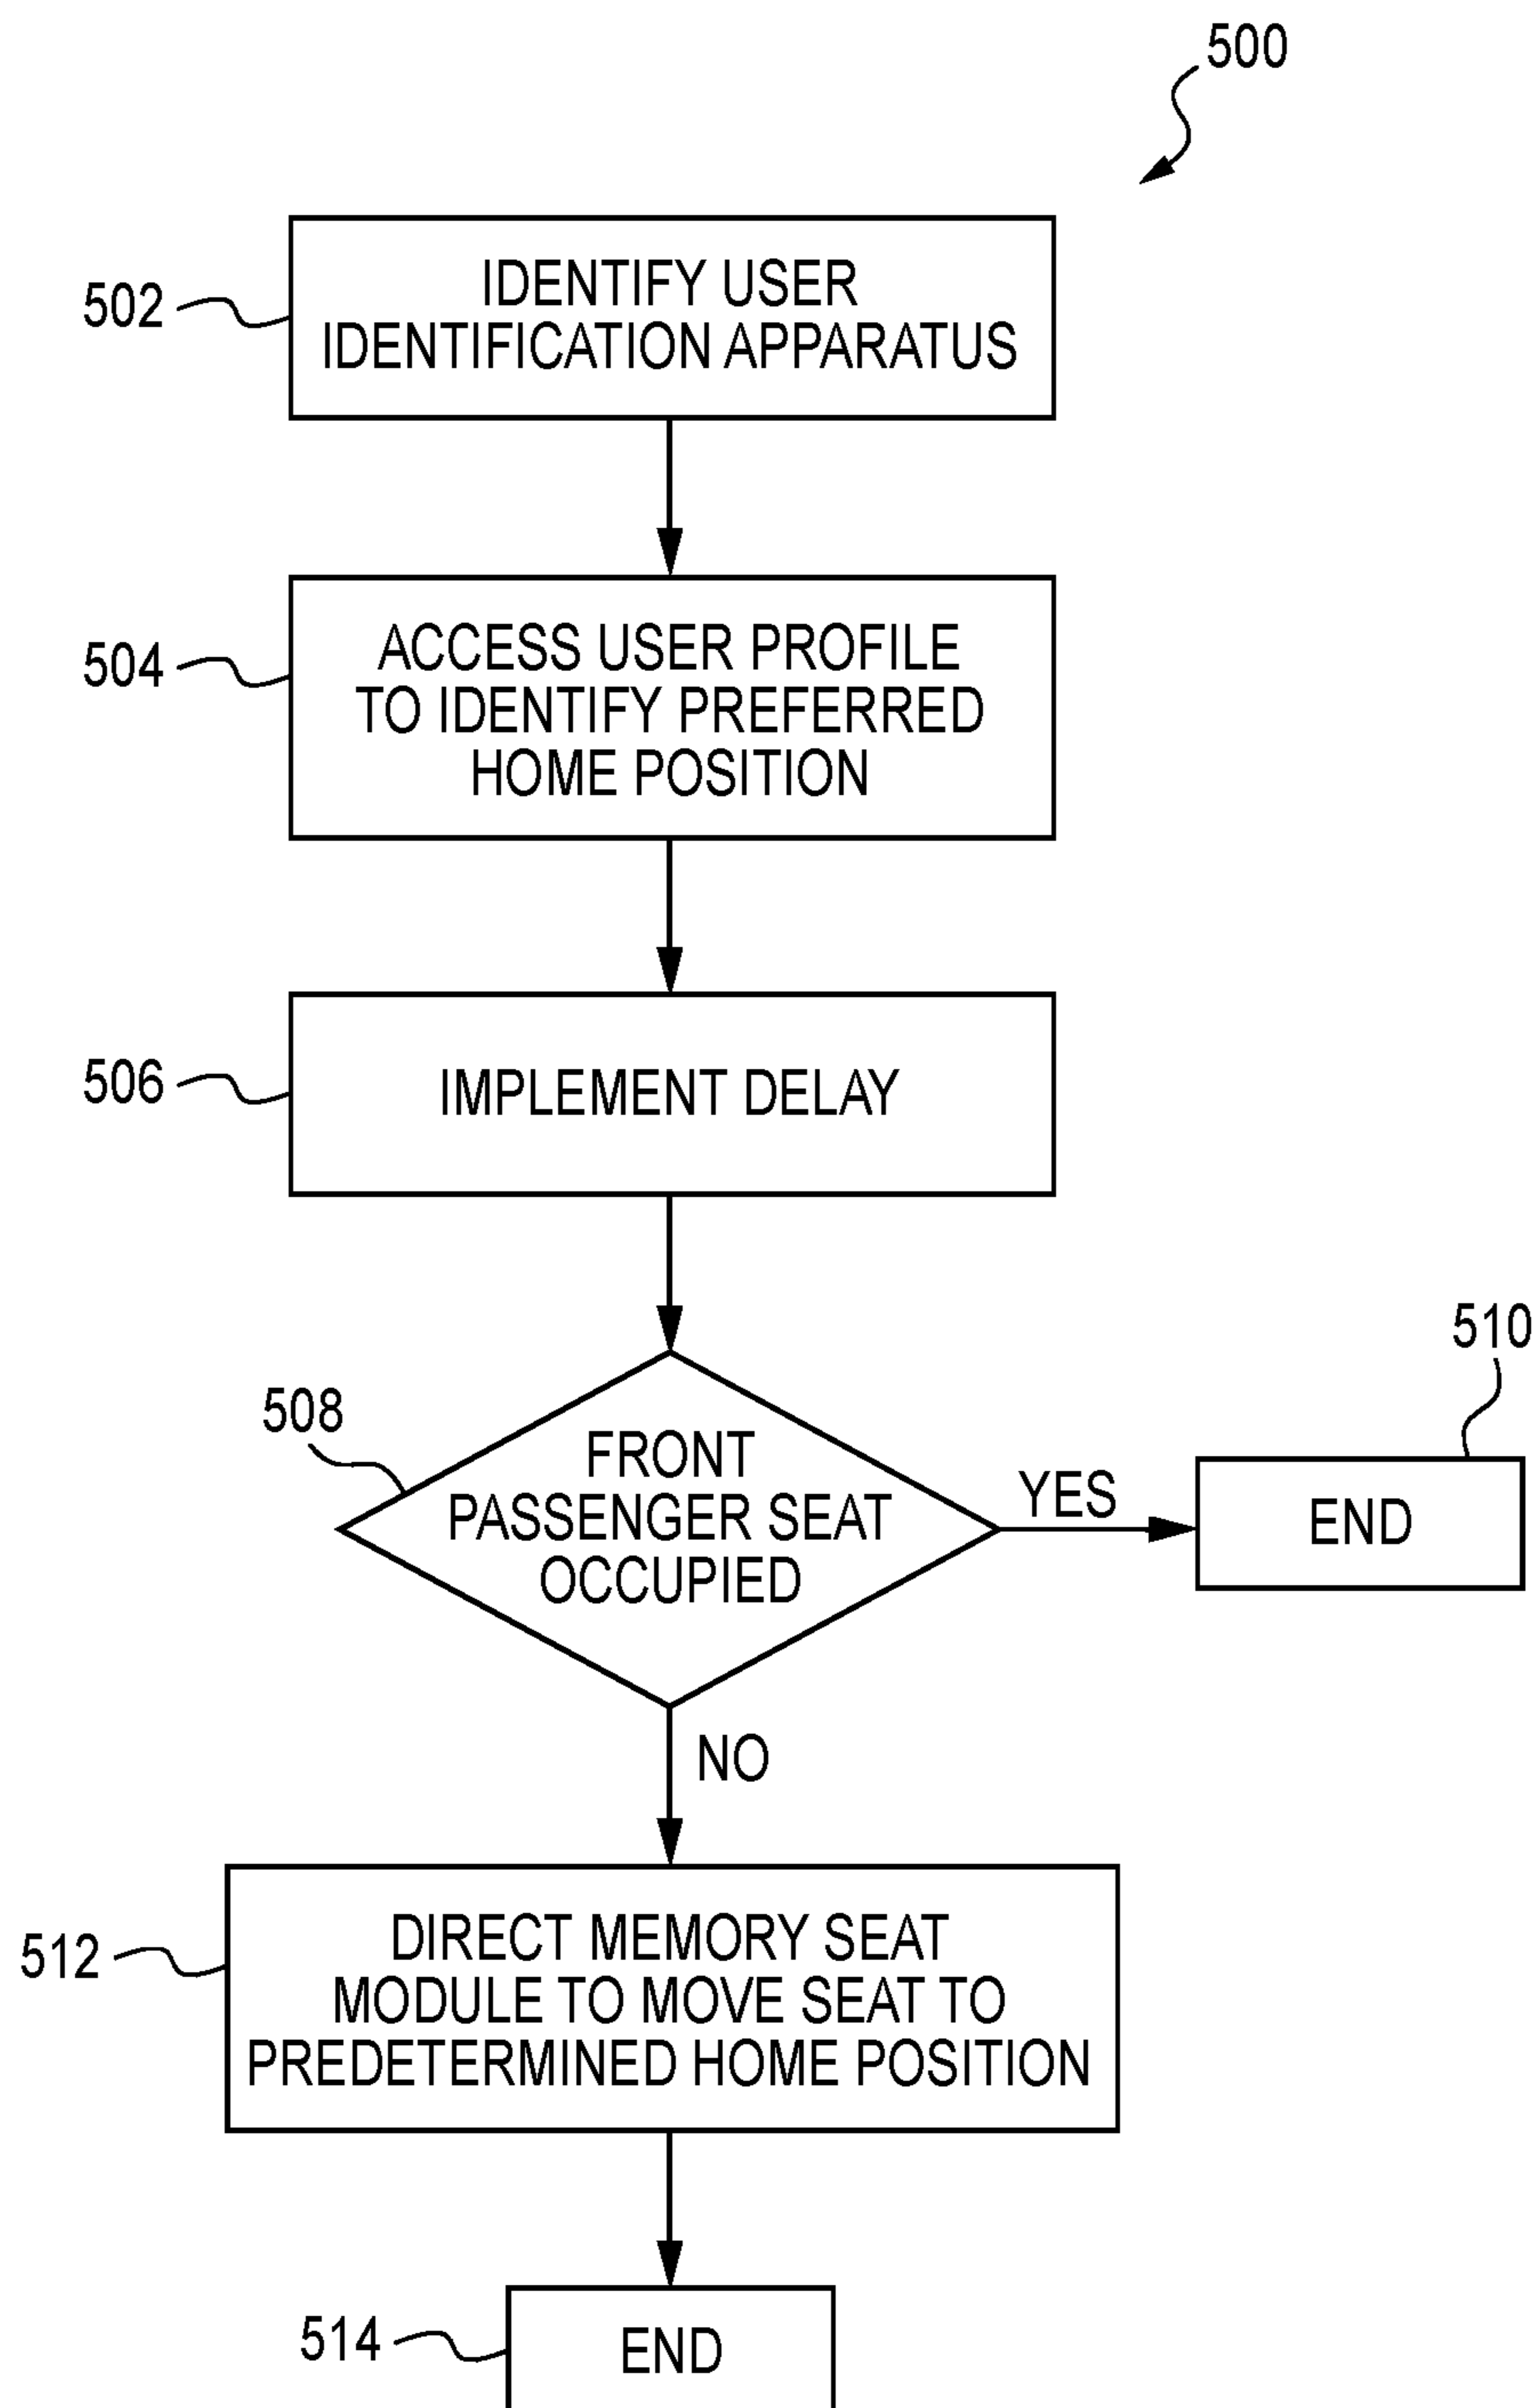 500
502
IDENTIFY USER
IDENTIFICATION APPARATUS
504
ACCESS USER PROFILE
TO IDENTIFY PREFERRED
HOME POSITION
506
IMPLEMENT DELAY
508
FRONT
PASSENGER SEAT
OCCUPIED
YES
510
END
NO
512
DIRECT MEMORY SEAT
MODULE TO MOVE SEAT TO
PREDETERMINED HOME POSITION
514
END